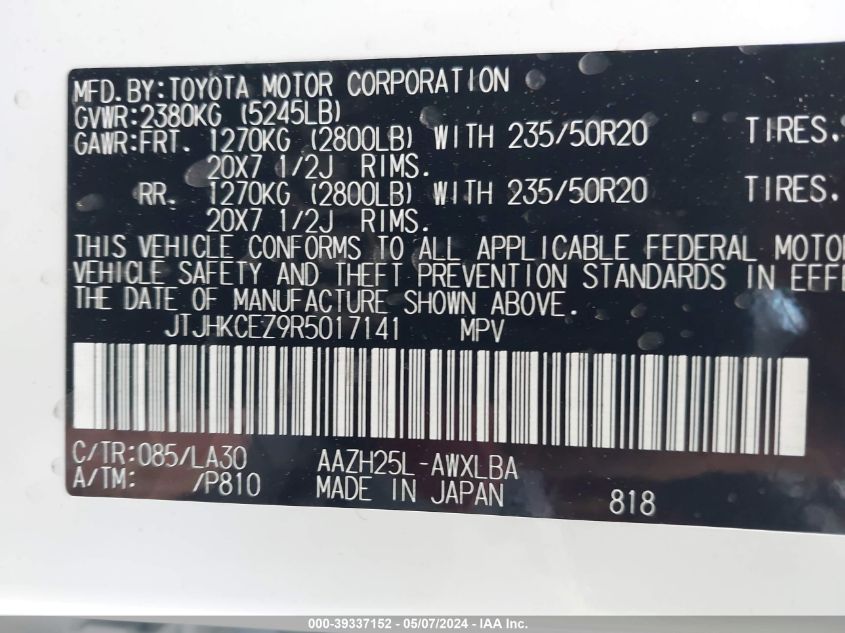 MFD.BY:TOYOTA MOTOR CORPORATION
GVWR:2380KG (5245LB)
GAWR:FRT. 1270KG (2800LB) WITH 235/50R20 TIRES.
20X7 1/2J RIMS.
RR. 1270KG (2800LB) WITH 235/50R20 TIRES.
20X7 1/2J RIMS.
THIS VEHICLE CONFORMS TO ALL APPLICABLE FEDERAL MOTO
VEHICLE SAFETY AND THEFT PREVENTION STANDARDS IN EFFE
THE DATE OF MANUFACTURE SHOWN ABOVE.
JTJHKCEZ9R5017141 MPV
C/TR:085/LA30 AAZH25L-AWXLBA
A/TM: /P810 MADE IN JAPAN 818
000-39337152 - 05/07/2024 - IAA Inc.